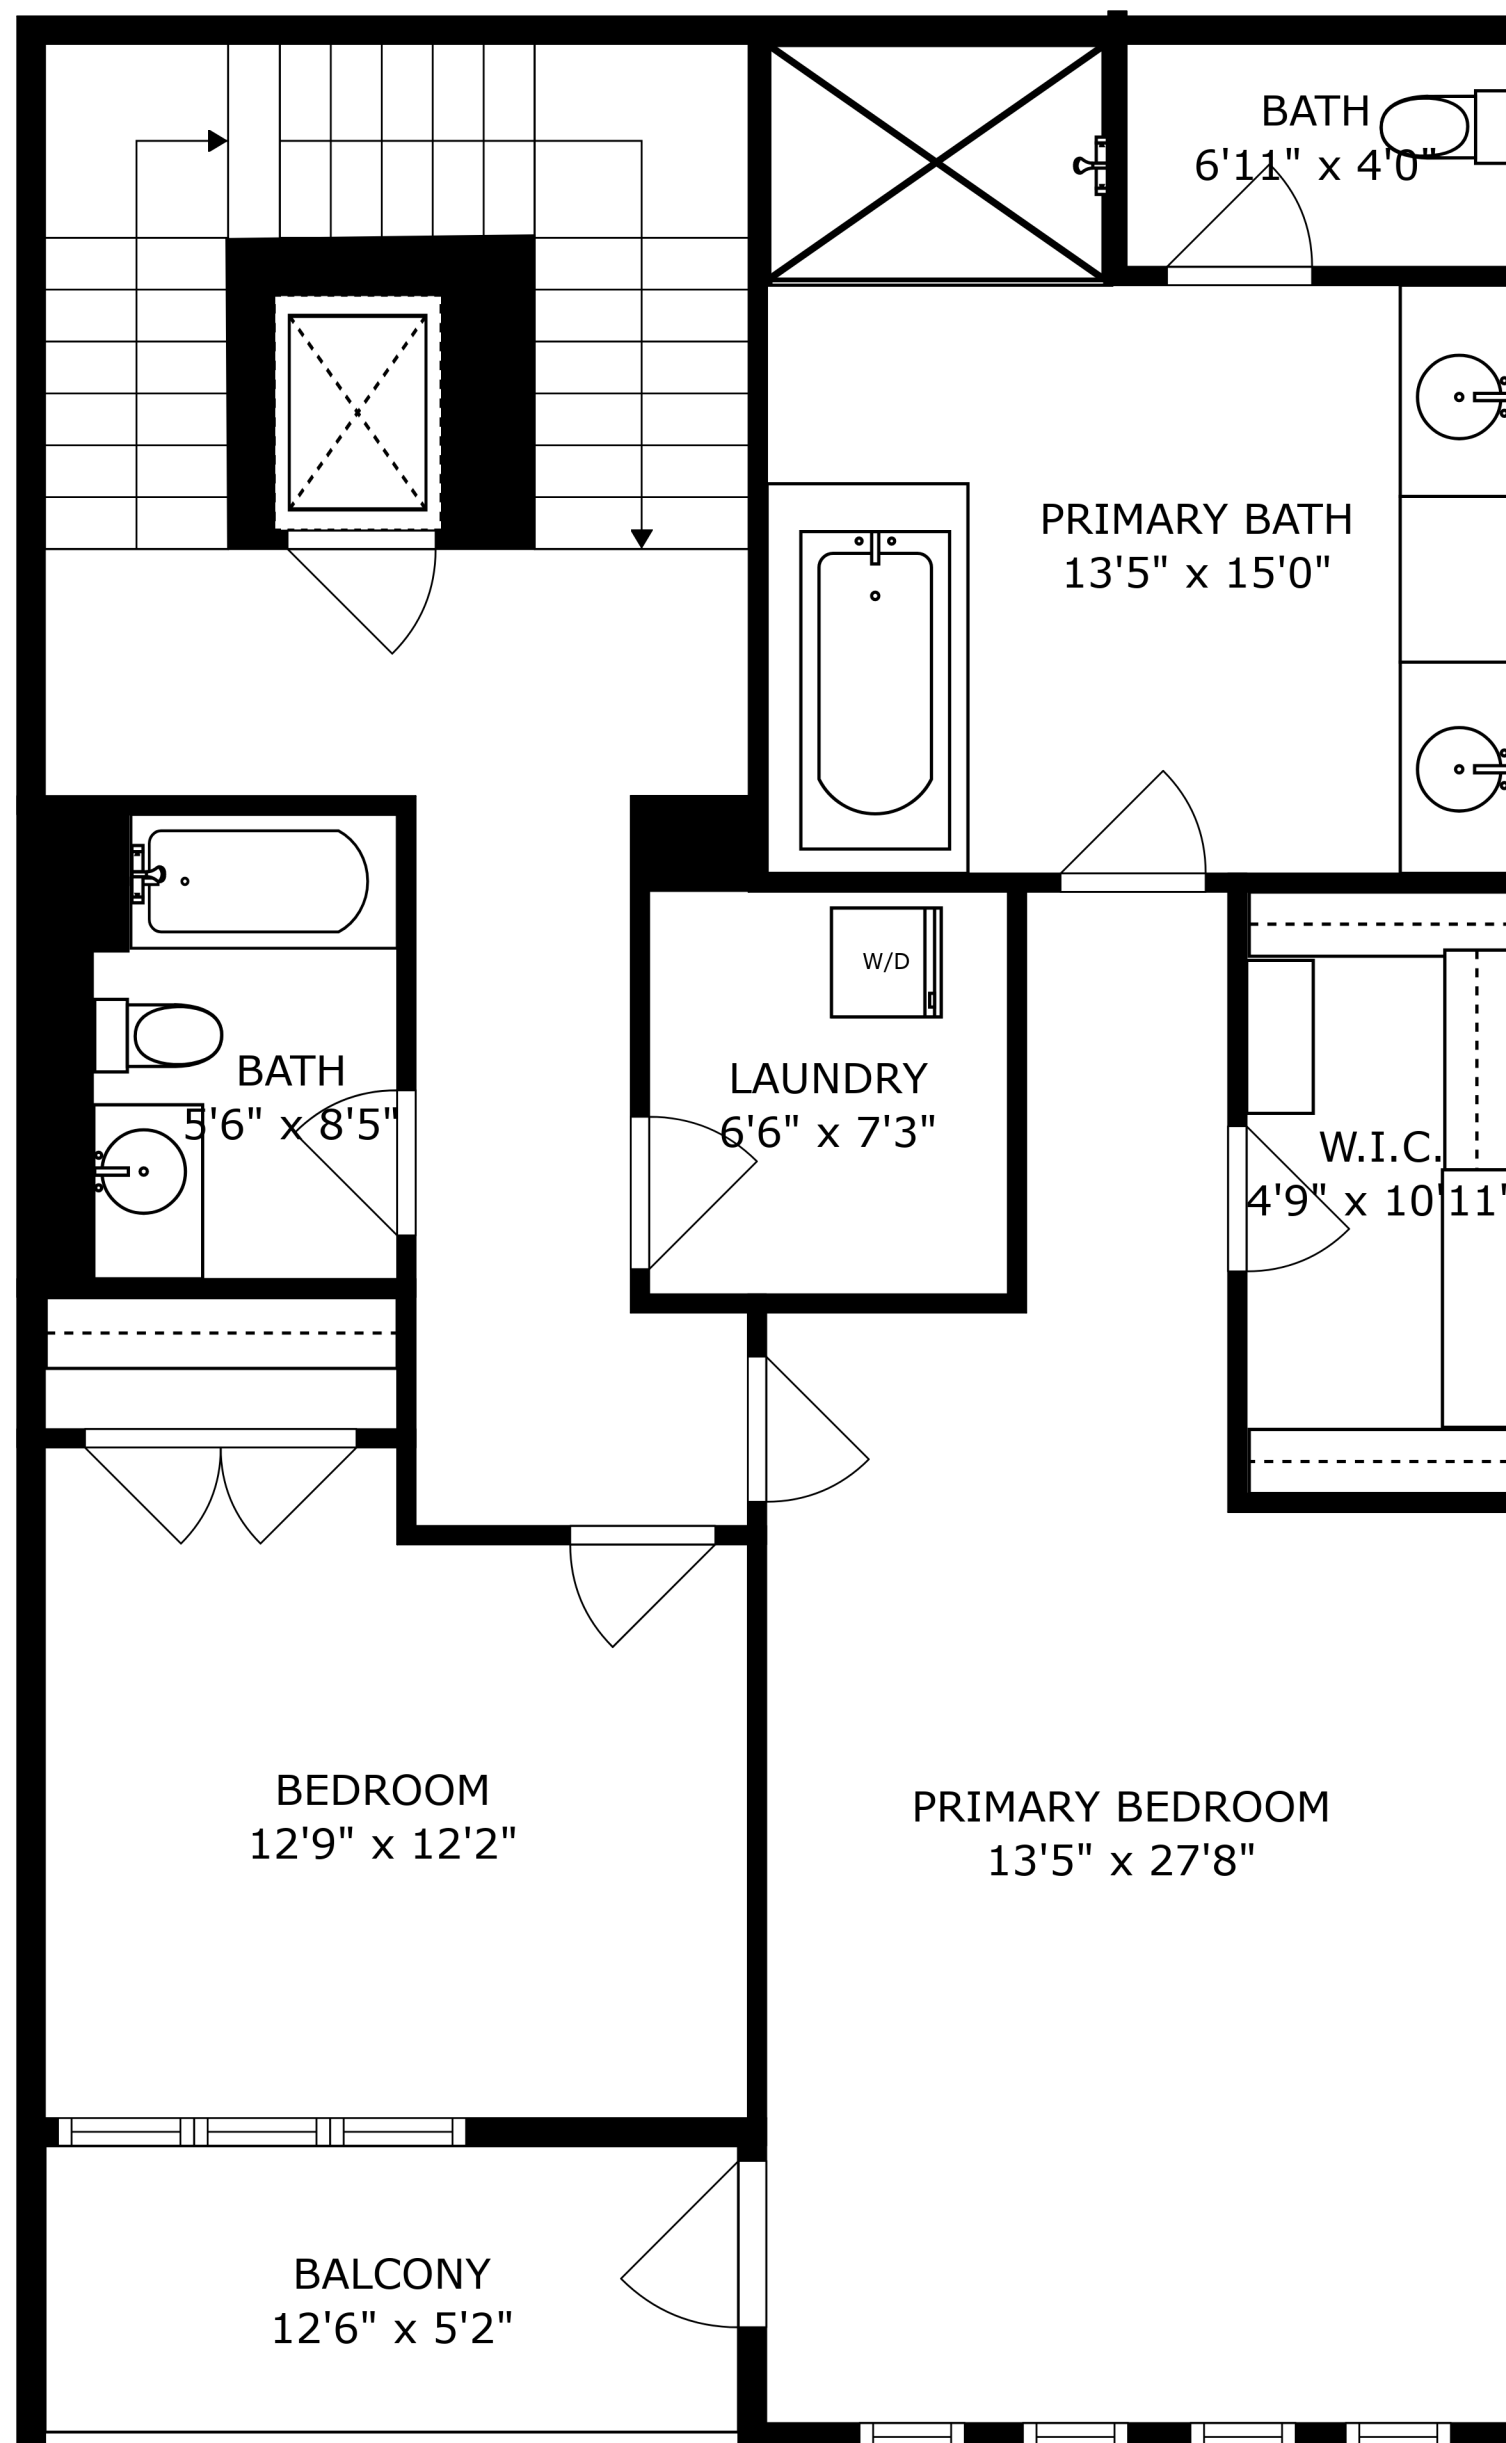 BATH
6'11" x 4'0"
PRIMARY BATH
13'5" x 15'0"
W/D
BATH
5'6" x 8'5"
LAUNDRY
6'6" x 7'3"
W.I.C.
4'9" x 10'11"
BEDROOM
12'9" x 12'2"
PRIMARY BEDROOM
13'5" x 27'8"
BALCONY
12'6" x 5'2"